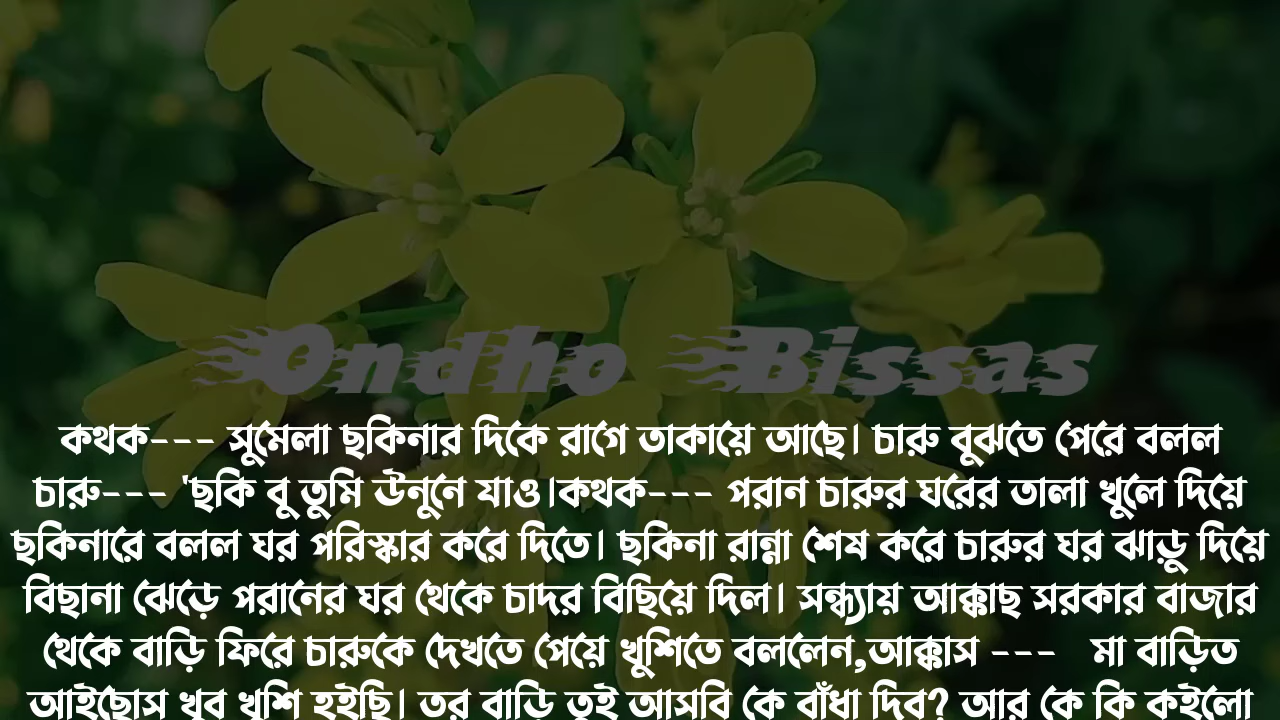 Ondho Bissas
কথক--- সুমেলা ছকিনার দিকে রাগে তাকায়ে আছে। চারু বুঝতে পেরে বলল
চারু--- 'ছকি বু তুমি উনুনে যাও।কথক--- পরান চারুর ঘরের তালা খুলে দিয়ে
ছকিনারে বলল ঘর পরিস্কার করে দিতে। ছকিনা রান্না শেষ করে চারুর ঘর ঝাড়ু দিয়ে
বিছানা ঝেড়ে পরানের ঘর থেকে চাদর বিছিয়ে দিল। সন্ধ্যায় আক্কাছ সরকার বাজার
থেকে বাড়ি ফিরে চারুকে দেখতে পেয়ে খুশিতে বললেন,আক্কাস --- মা বাড়িত
আইছোস খুব খুশি হইছি। তর বাড়ি তুই আসবি কে বাঁধা দিব? আর কে কি কইলো